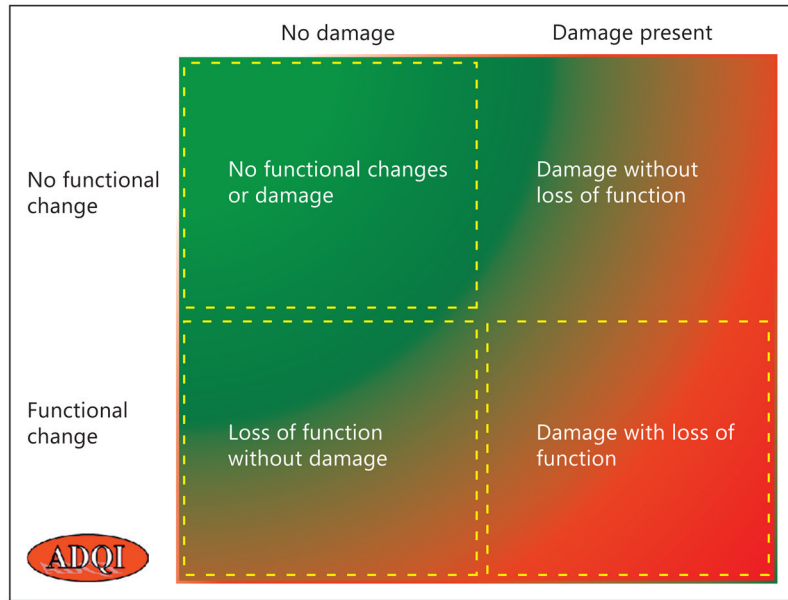 No damage
Damage present
No functional
change
No functional changes
or damage
Damage without
loss of function
Functional
change
Loss of function
without damage
Damage with loss of
function
ADQI